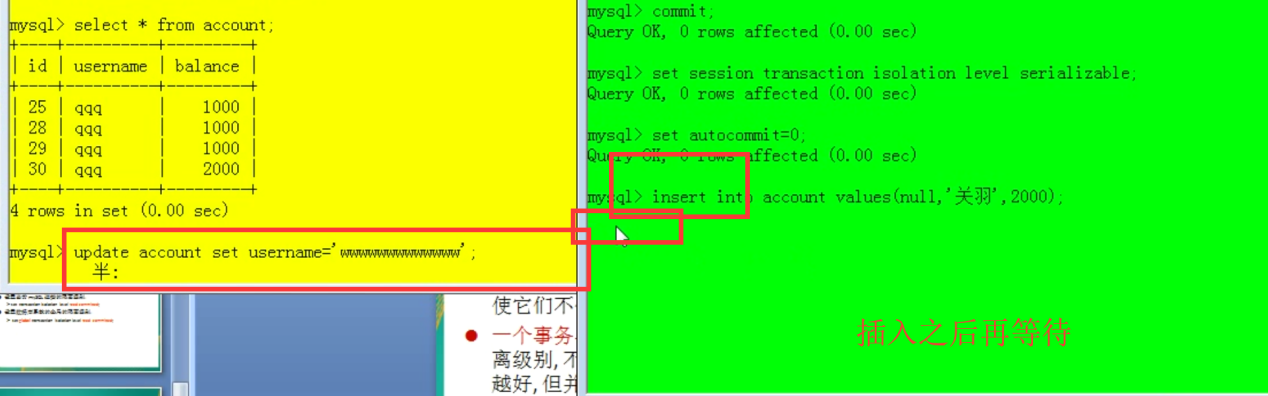 mysql> select * from account;
+----+----------+---------+
| id | username | balance |
+----+----------+---------+
| 25 | qqq      |    1000 |
| 28 | qqq      |    1000 |
| 29 | qqq      |    1000 |
| 30 | qqq      |    2000 |
+----+----------+---------+
4 rows in set (0.00 sec)
mysql> update account set username='wwwwwwwwwwwww';
半:
mysql> commit;
Query OK, 0 rows affected (0.00 sec)
mysql> set session transaction isolation level serializable;
Query OK, 0 rows affected (0.00 sec)
mysql> set autocommit=0;
Query OK, 0 rows affected (0.00 sec)
mysql> insert into account values(null,'关羽',2000);
插入之后再等待
使它们不
● 一个事务
离级别,不
越好,但并